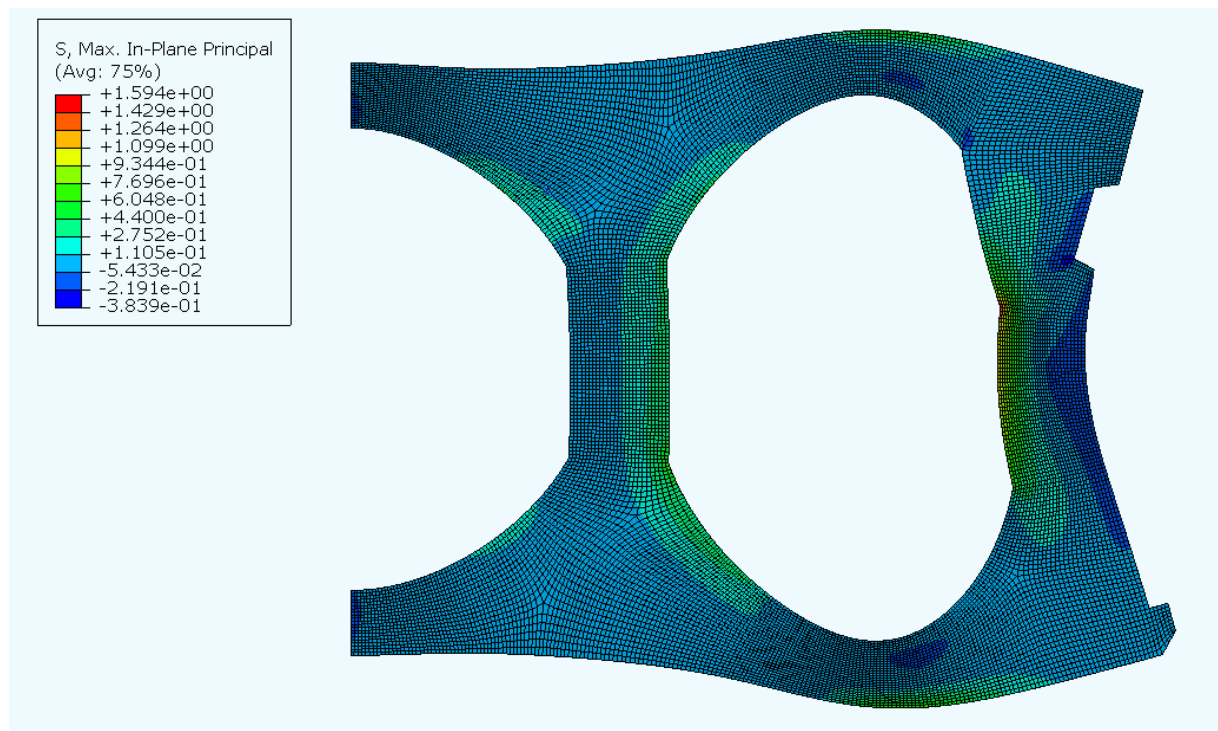 S, Max. In-Plane Principal
(Avg: 75%)
+1.594e+00
+1.429e+00
+1.264e+00
+1.099e+00
+9.344e-01
+7.696e-01
+6.048e-01
+4.400e-01
+2.752e-01
+1.105e-01
-5.433e-02
-2.191e-01
-3.839e-01